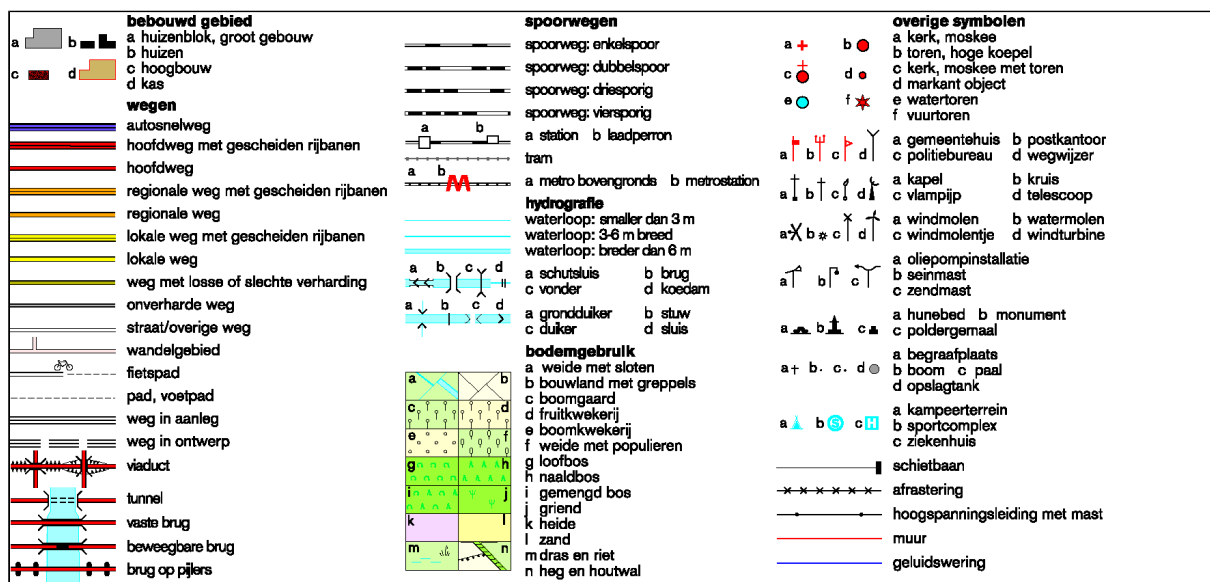 bebouwd gebied
a b a huizenblok, groot gebouw
b huizen
c d c hoogbouw
d kas
wegen
autosnelweg
hoofdweg met gescheiden rijbanen
hoofdweg
regionale weg met gescheiden rijbanen
regionale weg
lokale weg met gescheiden rijbanen
lokale weg
weg met losse of slechte verharding
onverharde weg
straat/overige weg
wandelgebied
fietspad
pad, voetpad
weg in aanleg
weg in ontwerp
viaduct
tunnel
vaste brug
beweegbare brug
brug op pijlers
spoorwegen
spoorweg: enkelspoor
spoorweg: dubbelspoor
spoorweg: driesporig
spoorweg: viersporig
a b
a station b laadperron
tram
a b
M a metro bovengronds b metrostation
hydrografie
waterloop: smaller dan 3 m
waterloop: 3-6 m breed
waterloop: breder dan 6 m
a b c d a schutsluis b brug
c vonder d koedam
a b c d a grondduiker b stuw
c duiker d sluis
bodemgebruik
a weide met sloten
a b b bouwland met greppels
c boomgaard
c d d fruitkwekerij
e boomkwekerij
e f f weide met populieren
g loofbos
g h h naaldbos
i gemengd bos
i j j griend
k heide
k l l zand
m dras en riet
m n n heg en houtwal
overige symbolen
a b a kerk, moskee
b toren, hoge koepel
c d c kerk, moskee met toren
d markant object
e f e watertoren
f vuurtoren
a b c d a gemeentehuis b postkantoor
c politiebureau d wegwijzer
a b c d a kapel b kruis
c vlampijp d telescoop
a b c d a windmolen b watermolen
c windmolentje d windturbine
a b c a oliepompinstallatie
b seinmast
c zendmast
a b c a hunebed b monument
c poldergemaal
a b c d a begraafplaats
b boom c paal
d opslagtank
a b S c H a kampeerterrein
b sportcomplex
c ziekenhuis
schietbaan
afrastering
hoogspanningsleiding met mast
muur
geluidswering